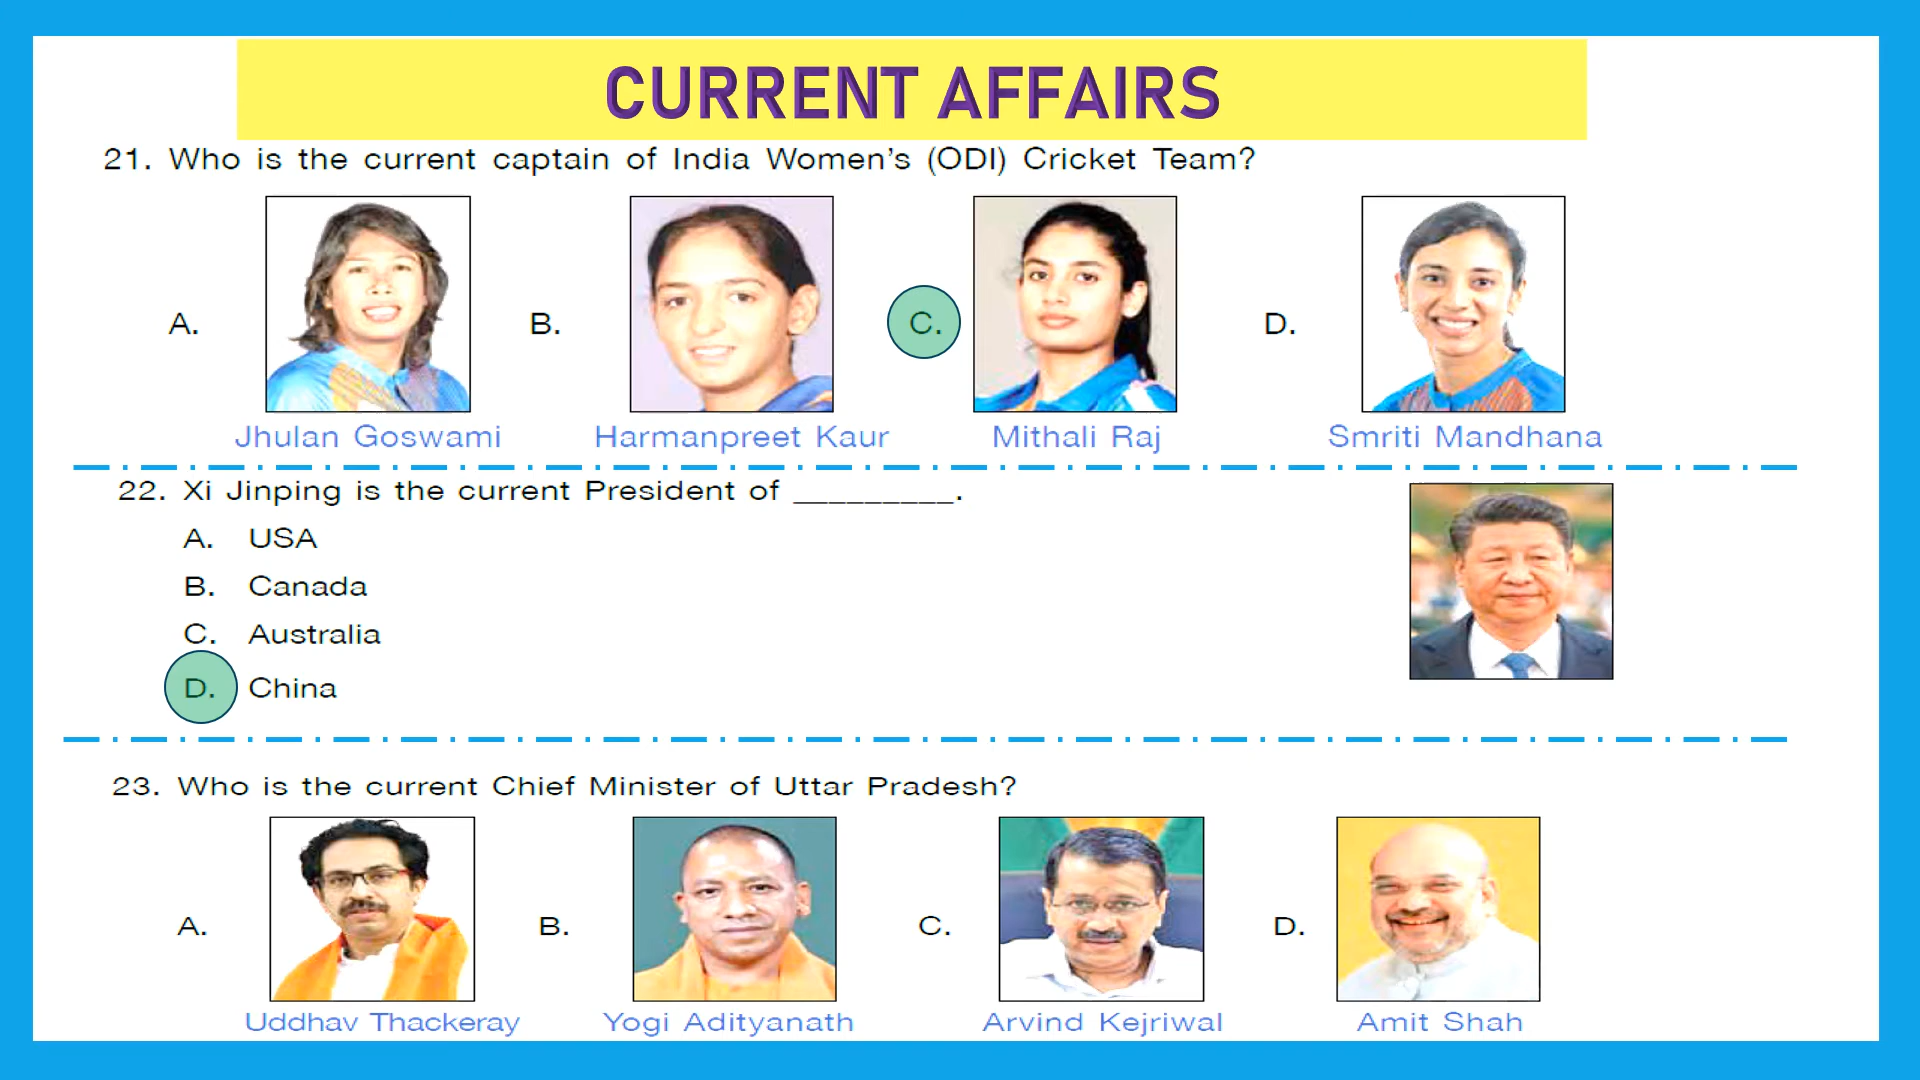 CURRENT AFFAIRS
21. Who is the current captain of India Women's (ODI) Cricket Team?
A. B. C. D.
Jhulan Goswami Harmanpreet Kaur Mithali Raj Smriti Mandhana
22. Xi Jinping is the current President of _________.
A. USA
B. Canada
C. Australia
D. China
23. Who is the current Chief Minister of Uttar Pradesh?
A. B. C. D.
Uddhav Thackeray Yogi Adityanath Arvind Kejriwal Amit Shah